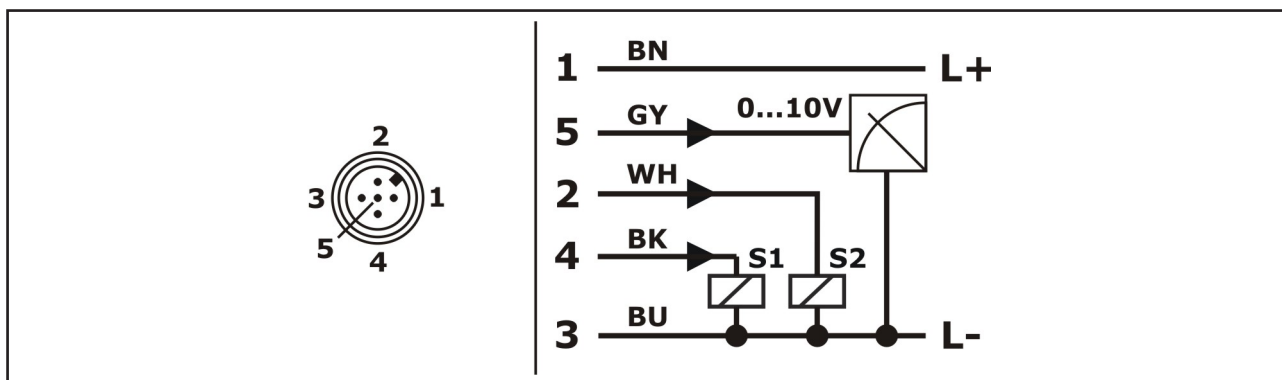 2
3 1
5
4
1 BN L+
5 GY 0...10V
2 WH
4 BK S1 S2
3 BU L-